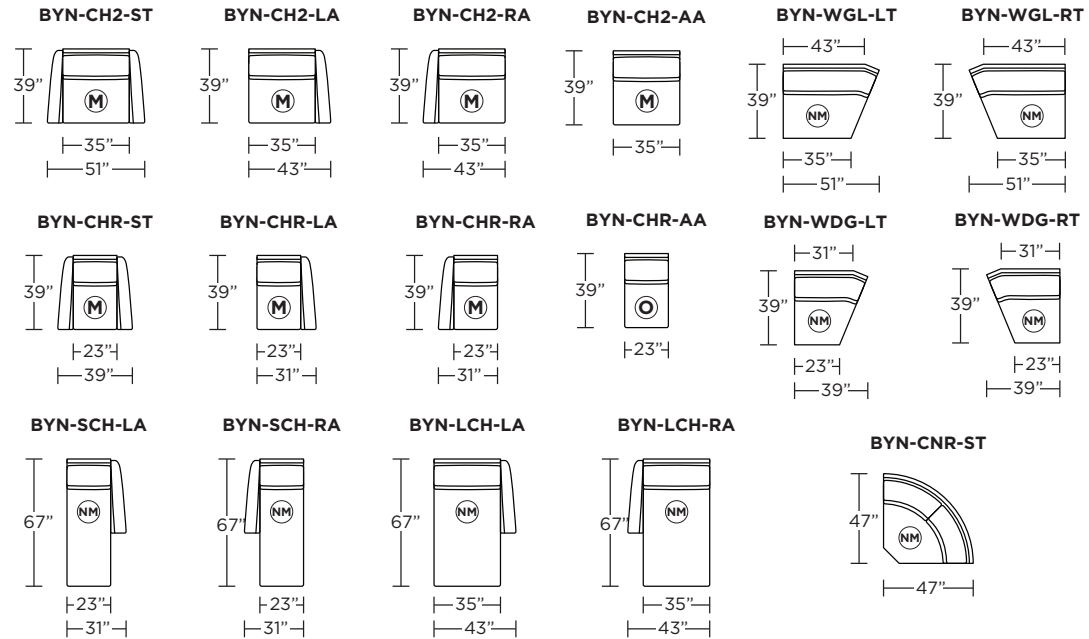 BYN-CH2-ST BYN-CH2-LA BYN-CH2-RA BYN-CH2-AA BYN-WGL-LT BYN-WGL-RT
43” 43”
39” 39” 39” 39” 39” 39”
M M M M NM NM
35” 35” 35” 35” 35” 35”
51” 43” 43” 51” 51”
BYN-CHR-ST BYN-CHR-LA BYN-CHR-RA BYN-CHR-AA BYN-WDG-LT BYN-WDG-RT
31” 31”
39” 39” 39” 39” 39” 39”
M M M O NM NM
23” 23” 23” 23” 23” 23”
39” 31” 31” 39” 39”
BYN-SCH-LA BYN-SCH-RA BYN-LCH-LA BYN-LCH-RA BYN-CNR-ST
NM NM NM NM
67” 67” 67” 67” 47”
NM
47”
23” 23” 35” 35”
31” 31” 43” 43”